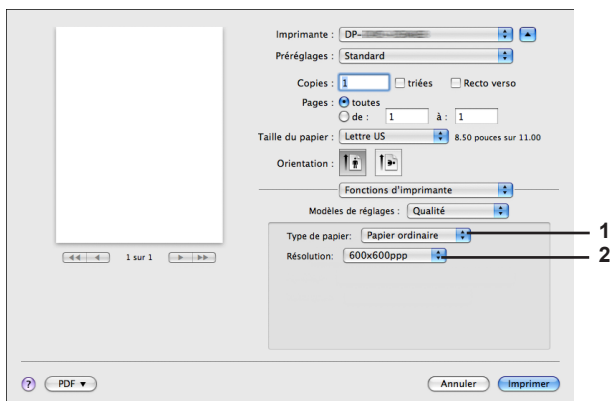 Imprimante : DP-
Préréglages : Standard
Copies : 1 triées Recto verso
Pages : toutes
de : 1 à : 1
Taille du papier : Lettre US 8.50 pouces sur 11.00
Orientation :
Fonctions d'imprimante
Modèles de réglages : Qualité
Type de papier: Papier ordinaire 1
Résolution: 600x600ppp 2
1 sur 1
? PDF Annuler Imprimer